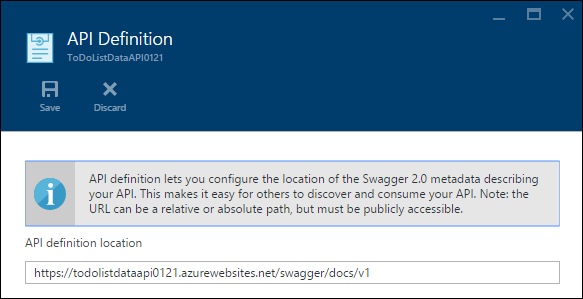 API Definition
ToDoListDataAPI0121
Save Discard
API definition lets you configure the location of the Swagger 2.0 metadata describing
your API. This makes it easy for others to discover and consume your API. Note: the
URL can be a relative or absolute path, but must be publicly accessible.
API definition location
https://todolistdataapi0121.azurewebsites.net/swagger/docs/v1